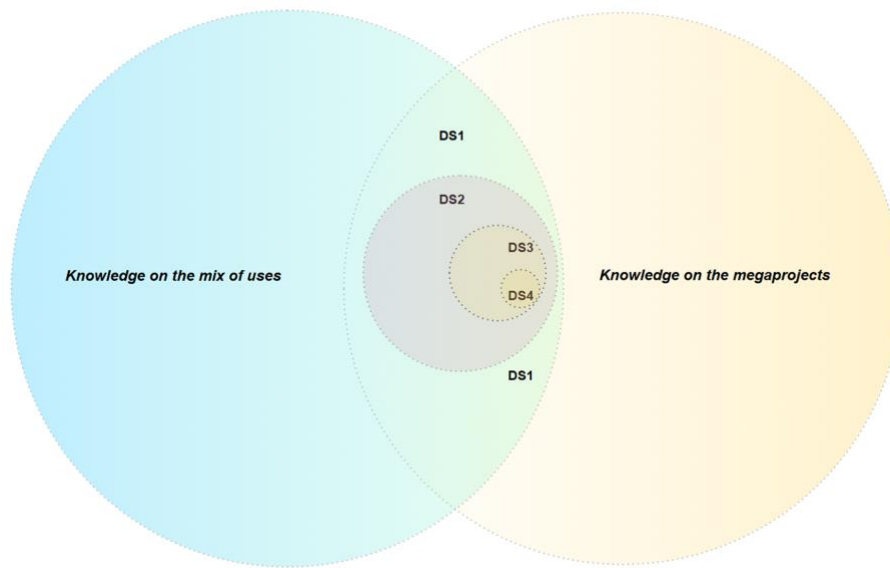 DS1
DS2
DS3
Knowledge on the mix of uses
Knowledge on the megaprojects
DS4
DS1